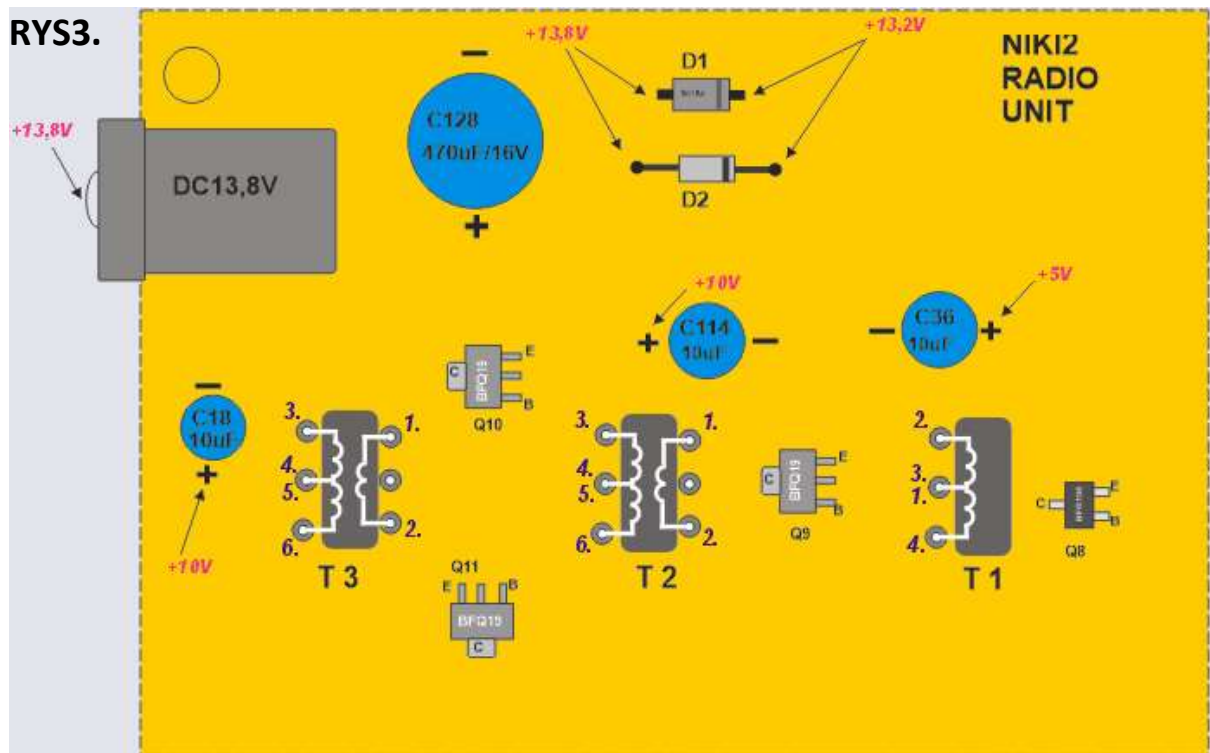 RYS3.
+13,8V
+13,2V
NIKI2
RADIO
UNIT
D1
+13,8V
C128
470uF/16V
DC13,8V
D2
+10V
+5V
C114
10uF
C36
10uF
E
C
BFQ19
B
Q10
C18
10uF
3.
1.
4.
5.
6.
2.
T 3
3.
1.
4.
5.
6.
2.
T 2
E
C
BFQ19
B
Q9
2.
3.
1.
4.
T 1
E
C
B
Q8
+10V
Q11
E
B
BFQ19
C